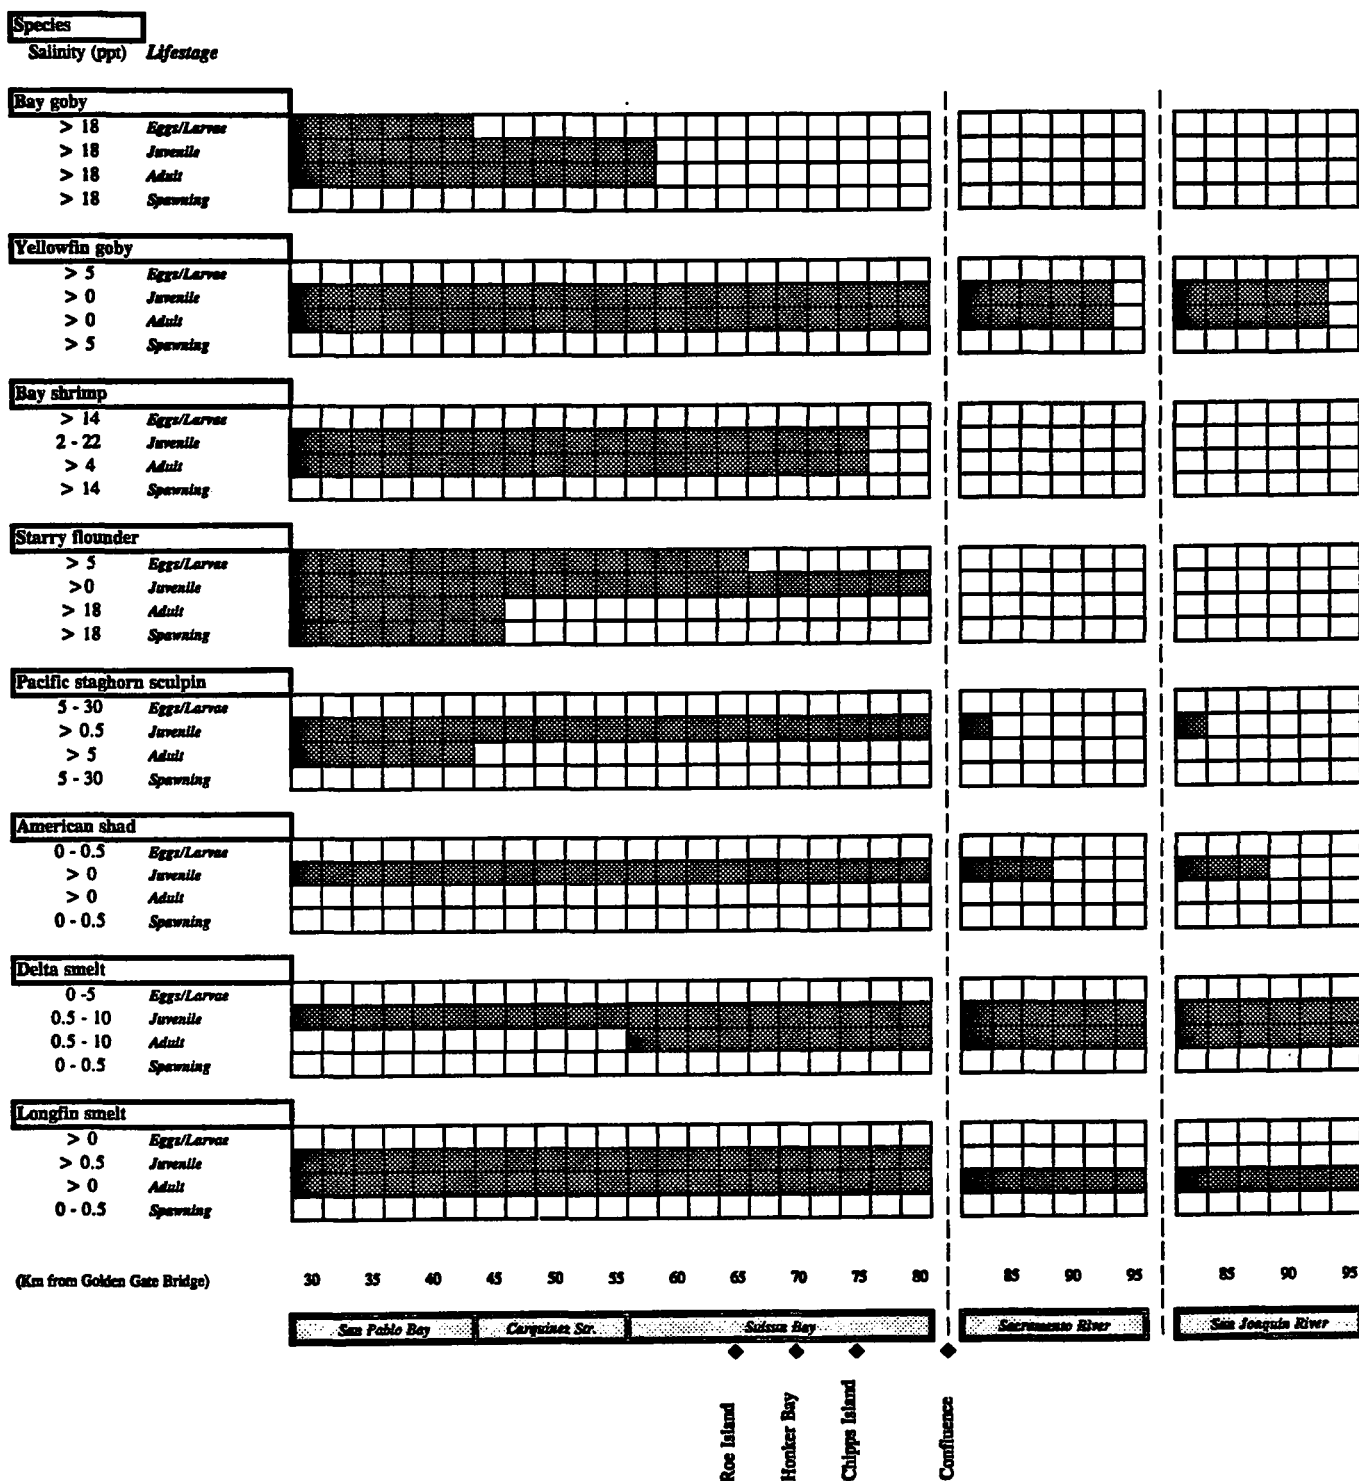 Species
Salinity (ppt) Lifestage
Bay goby
> 18 Eggs/Larvae
> 18 Juvenile
> 18 Adult
> 18 Spawning
Yellowfin goby
> 5 Eggs/Larvae
> 0 Juvenile
> 0 Adult
> 5 Spawning
Bay shrimp
> 14 Eggs/Larvae
2 - 22 Juvenile
> 4 Adult
> 14 Spawning
Starry flounder
> 5 Eggs/Larvae
>0 Juvenile
> 18 Adult
> 18 Spawning
Pacific staghorn sculpin
5 - 30 Eggs/Larvae
> 0.5 Juvenile
> 5 Adult
5 - 30 Spawning
American shad
0 - 0.5 Eggs/Larvae
> 0 Juvenile
> 0 Adult
0 - 0.5 Spawning
Delta smelt
0 -5 Eggs/Larvae
0.5 - 10 Juvenile
0.5 - 10 Adult
0 - 0.5 Spawning
Longfin smelt
> 0 Eggs/Larvae
> 0.5 Juvenile
> 0 Adult
0 - 0.5 Spawning
(Km from Golden Gate Bridge) 30 35 40 45 50 55 60 65 70 75 80 85 90 95 85 90 95
San Pablo Bay Carquinez Str. Suisun Bay Sacramento River San Joaquin River
Roe Island
Honker Bay
Chipps Island
Confluence